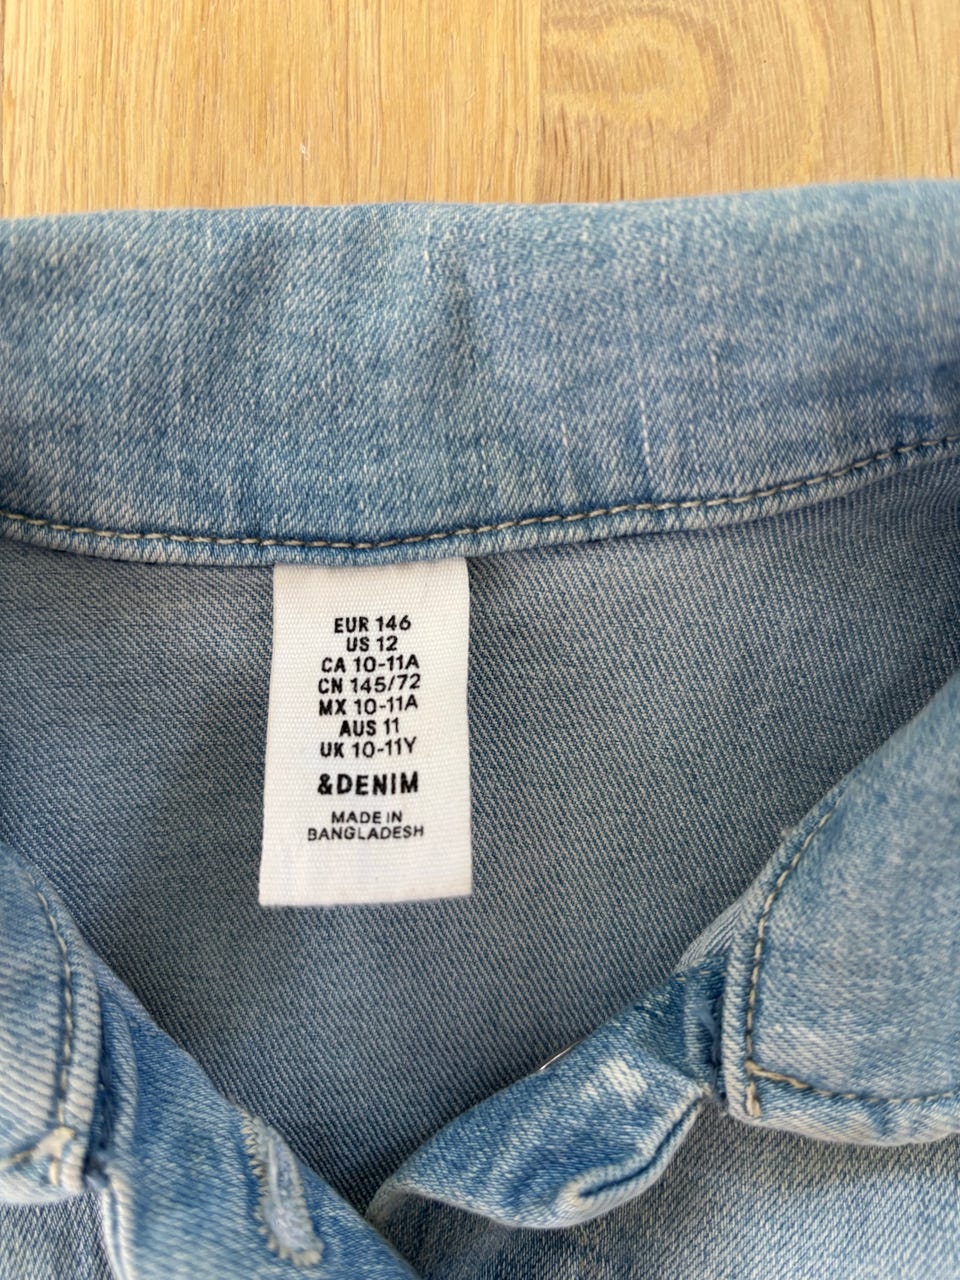 EUR 146
US 12
CA 10-11A
CN 145/72
MX 10-11A
AUS 11
UK 10-11Y
&DENIM
MADE IN
BANGLADESH